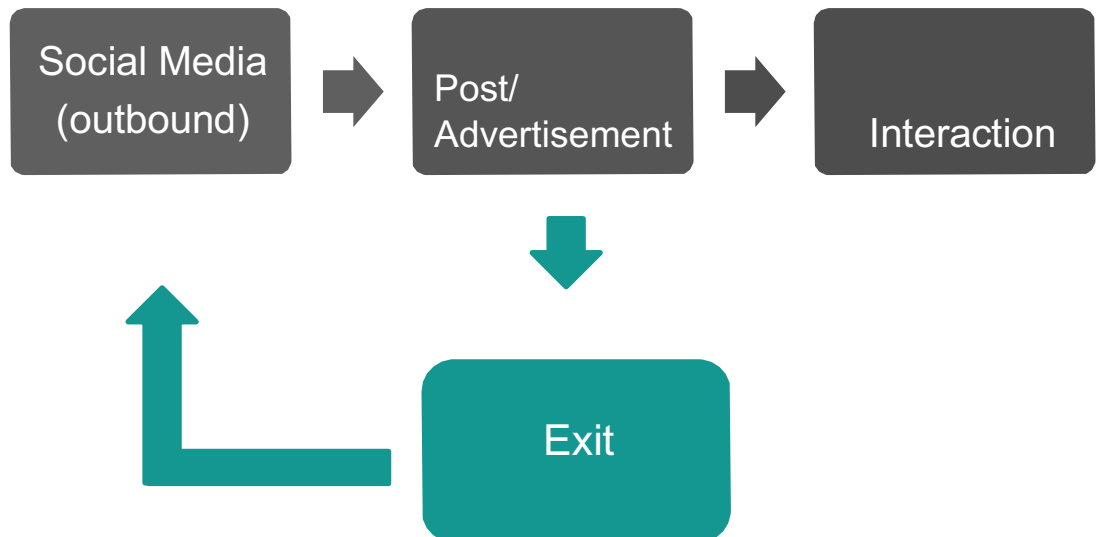 Social Media
(outbound)
Post/
Advertisement
Interaction
Exit